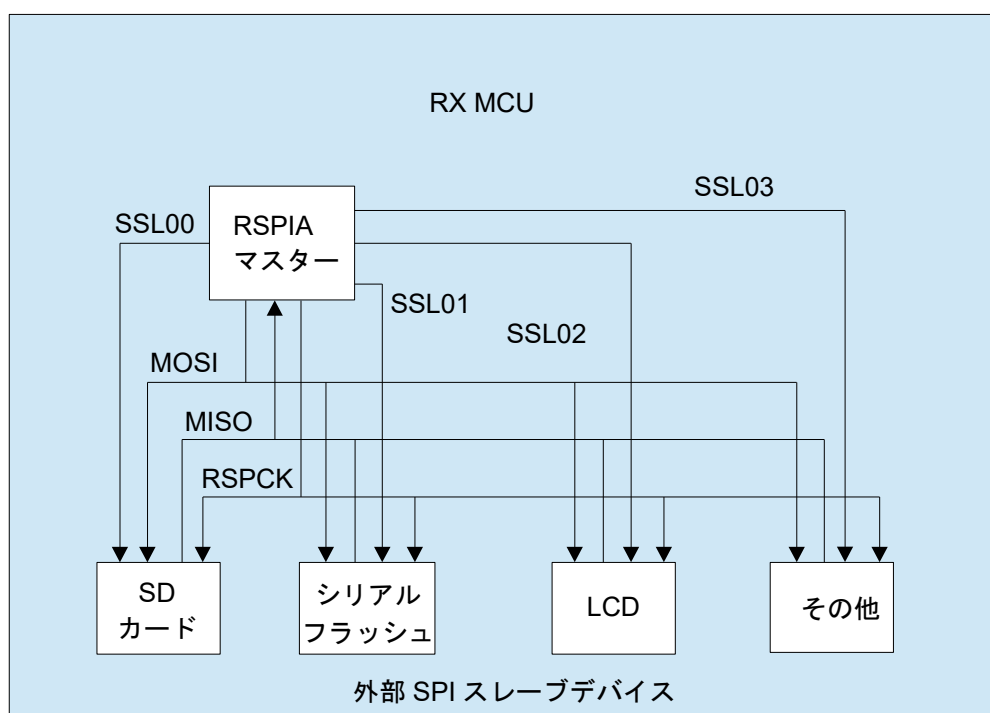 RX MCU
SSL03
SSL00
RSPIA
マスター
SSL01
SSL02
MOSI
MISO
RSPCK
SD
カード
シリアル
フラッシュ
LCD
その他
外部 SPI スレーブデバイス